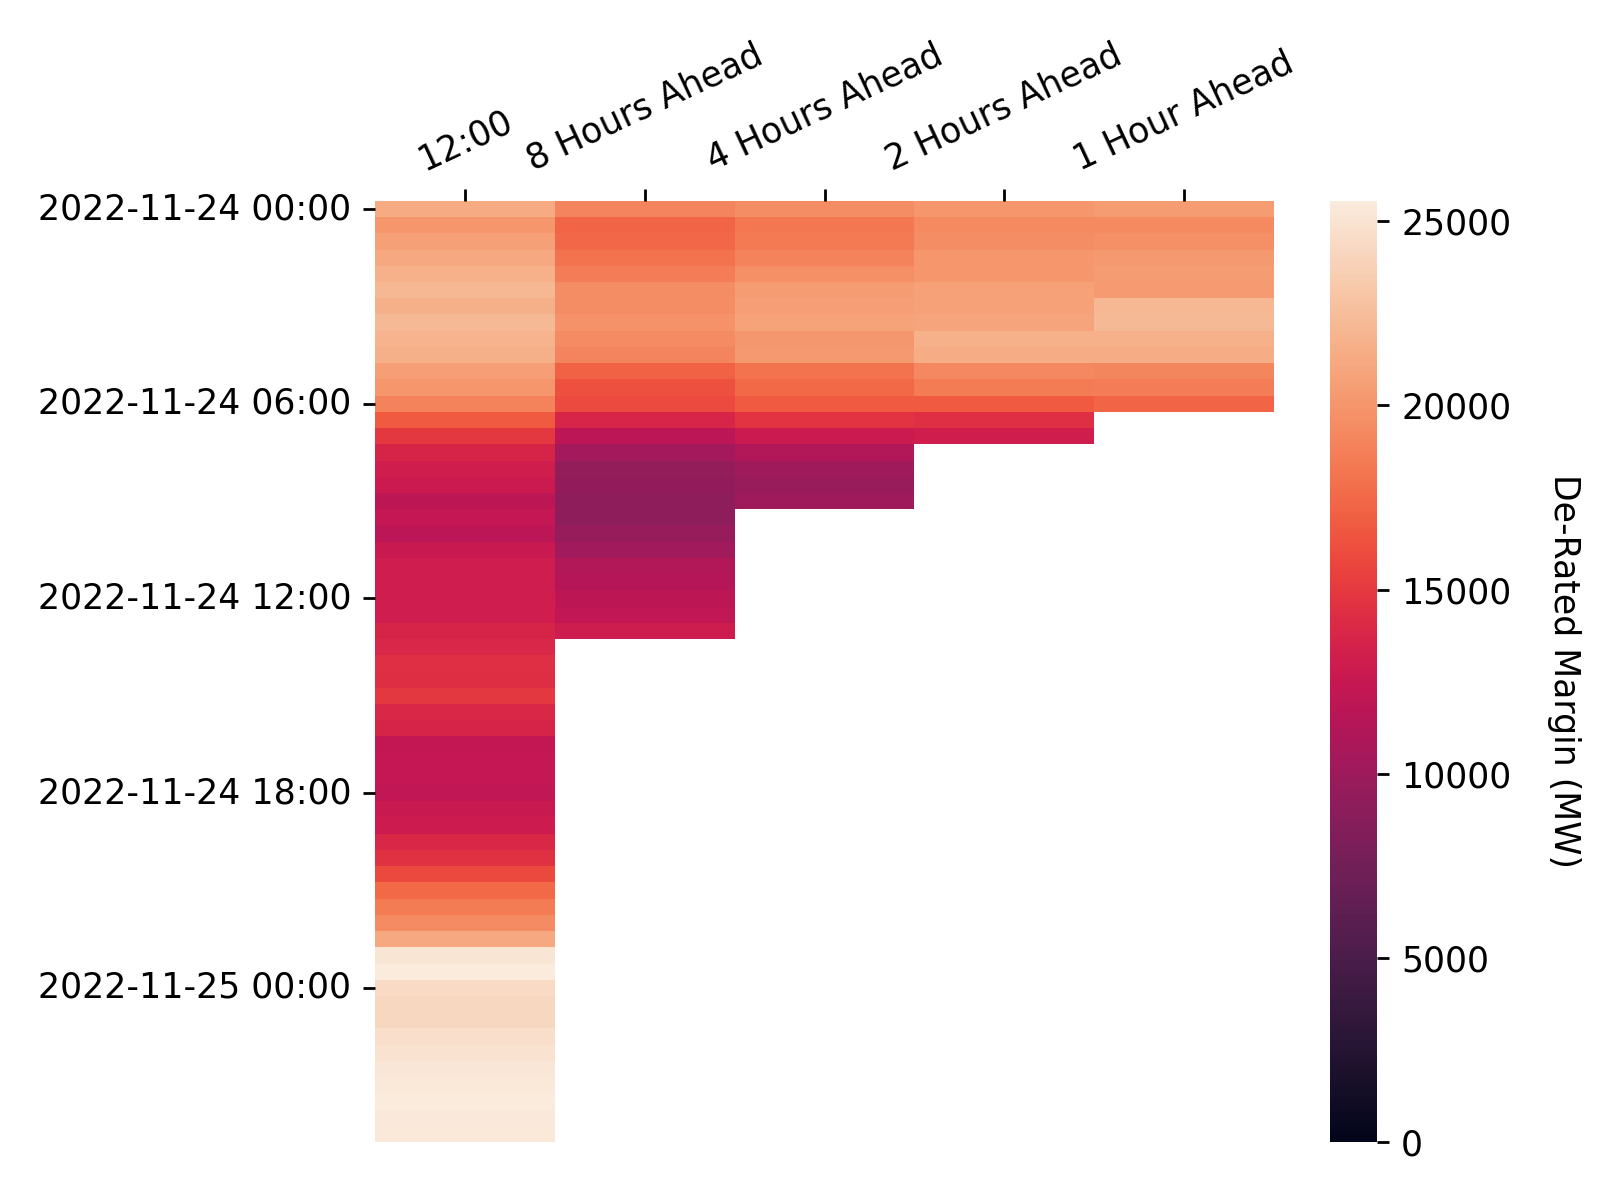 12:00
8 Hours Ahead
4 Hours Ahead
2 Hours Ahead
1 Hour Ahead
2022-11-24 00:00
2022-11-24 06:00
2022-11-24 12:00
2022-11-24 18:00
2022-11-25 00:00
25000
20000
15000
10000
5000
0
De-Rated Margin (MW)